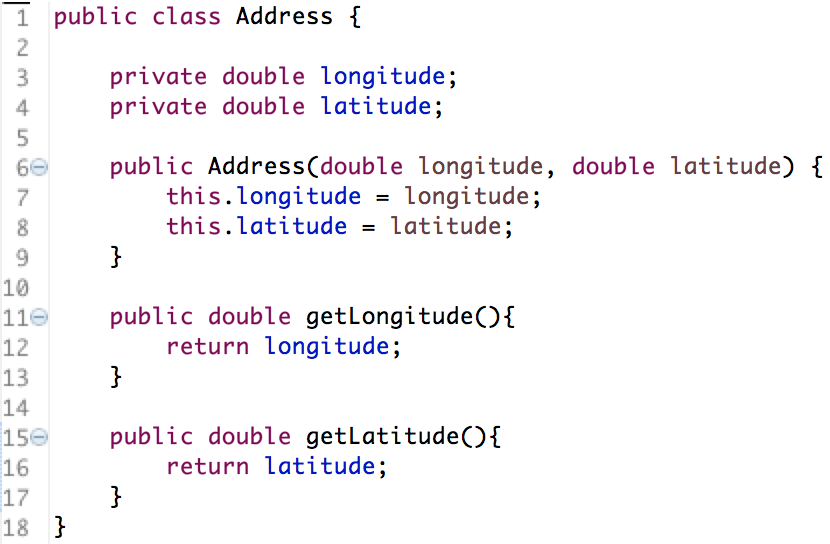 1 public class Address {
2
3     private double longitude;
4     private double latitude;
5
6     public Address(double longitude, double latitude) {
7         this.longitude = longitude;
8         this.latitude = latitude;
9     }
10
11     public double getLongitude(){
12         return longitude;
13     }
14
15     public double getLatitude(){
16         return latitude;
17     }
18 }